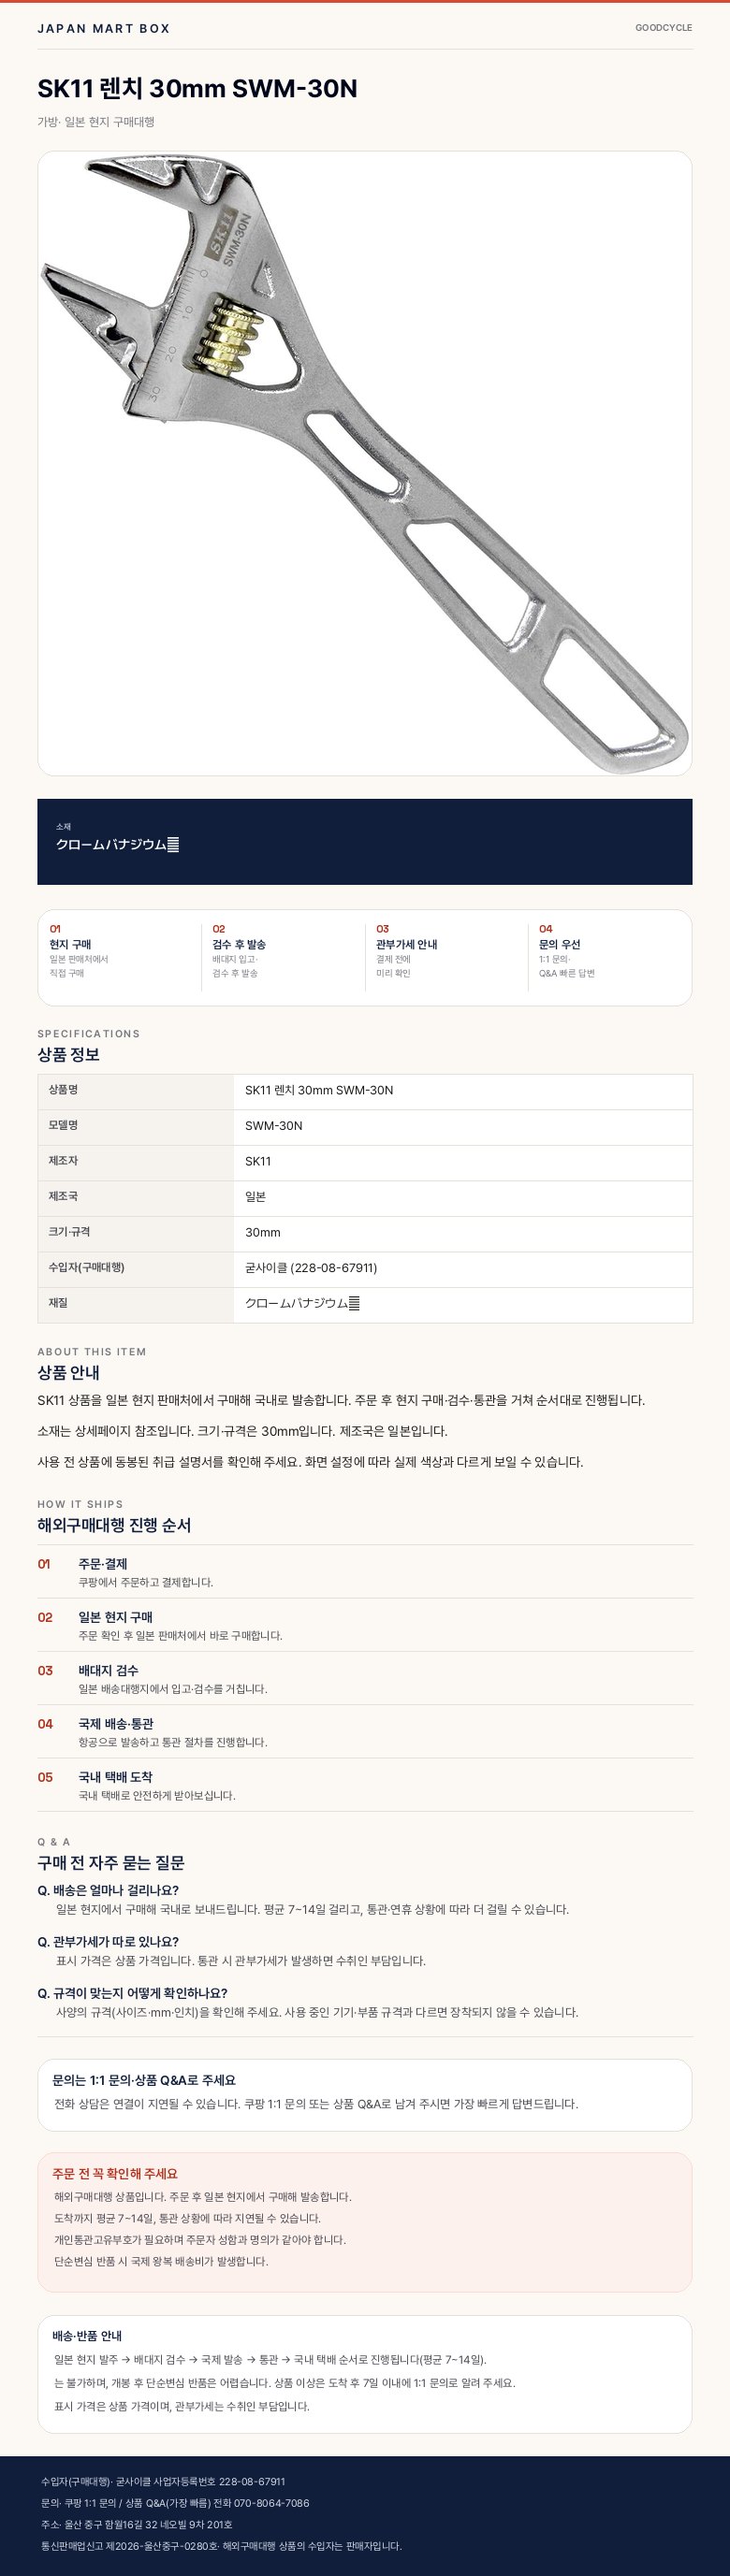 JAPAN MART BOX
GOODCYCLE
SK11 렌치 30mm SWM-30N
가방· 일본 현지 구매대행
SK11
SWM-30N
0
10
20
30
소재
クロームバナジウム
01
현지 구매
일본 판매처에서
직접 구매
02
검수 후 발송
배대지 입고·
검수 후 발송
03
관부가세 안내
결제 전에
미리 확인
04
문의 우선
1:1 문의·
Q&A 빠른 답변
SPECIFICATIONS
상품 정보
상품명 SK11 렌치 30mm SWM-30N
모델명 SWM-30N
제조자 SK11
제조국 일본
크기·규격 30mm
수입자(구매대행) 굳사이클 (228-08-67911)
재질 クロームバナジウム
ABOUT THIS ITEM
상품 안내
SK11 상품을 일본 현지 판매처에서 구매해 국내로 발송합니다. 주문 후 현지 구매·검수·통관을 거쳐 순서대로 진행됩니다.
소재는 상세페이지 참조입니다. 크기·규격은 30mm입니다. 제조국은 일본입니다.
사용 전 상품에 동봉된 취급 설명서를 확인해 주세요. 화면 설정에 따라 실제 색상과 다르게 보일 수 있습니다.
HOW IT SHIPS
해외구매대행 진행 순서
01 주문·결제
쿠팡에서 주문하고 결제합니다.
02 일본 현지 구매
주문 확인 후 일본 판매처에서 바로 구매합니다.
03 배대지 검수
일본 배송대행지에서 입고·검수를 거칩니다.
04 국제 배송·통관
항공으로 발송하고 통관 절차를 진행합니다.
05 국내 택배 도착
국내 택배로 안전하게 받아보십니다.
Q & A
구매 전 자주 묻는 질문
Q. 배송은 얼마나 걸리나요?
일본 현지에서 구매해 국내로 보내드립니다. 평균 7~14일 걸리고, 통관·연휴 상황에 따라 더 걸릴 수 있습니다.
Q. 관부가세가 따로 있나요?
표시 가격은 상품 가격입니다. 통관 시 관부가세가 발생하면 수취인 부담입니다.
Q. 규격이 맞는지 어떻게 확인하나요?
사양의 규격(사이즈·mm·인치)을 확인해 주세요. 사용 중인 기기·부품 규격과 다르면 장착되지 않을 수 있습니다.
문의는 1:1 문의·상품 Q&A로 주세요
전화 상담은 연결이 지연될 수 있습니다. 쿠팡 1:1 문의 또는 상품 Q&A로 남겨 주시면 가장 빠르게 답변드립니다.
주문 전 꼭 확인해 주세요
해외구매대행 상품입니다. 주문 후 일본 현지에서 구매해 발송합니다.
도착까지 평균 7~14일, 통관 상황에 따라 지연될 수 있습니다.
개인통관고유부호가 필요하며 주문자 성함과 명의가 같아야 합니다.
단순변심 반품 시 국제 왕복 배송비가 발생합니다.
배송·반품 안내
일본 현지 발주 → 배대지 검수 → 국제 발송 → 통관 → 국내 택배 순서로 진행됩니다(평균 7~14일).
는 불가하며, 개봉 후 단순변심 반품은 어렵습니다. 상품 이상은 도착 후 7일 이내에 1:1 문의로 알려 주세요.
표시 가격은 상품 가격이며, 관부가세는 수취인 부담입니다.
수입자(구매대행)· 굳사이클 사업자등록번호 228-08-67911
문의· 쿠팡 1:1 문의 / 상품 Q&A(가장 빠름) 전화 070-8064-7086
주소· 울산 중구 함월16길 32 네오빌 9차 201호
통신판매업신고 제2026-울산중구-0280호· 해외구매대행 상품의 수입자는 판매자입니다.